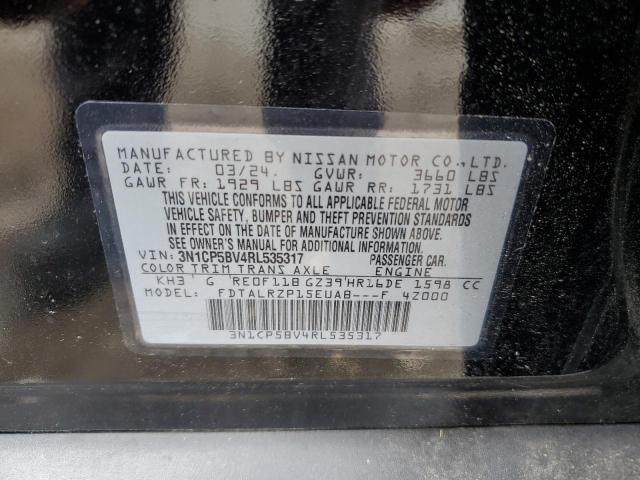 MANUFACTURED BY NISSAN MOTOR CO., LTD.
DATE: 03/24. GVWR: 3660 LBS
GAWR FR: 1929 LBS GAWR RR: 1731 LBS
THIS VEHICLE CONFORMS TO ALL APPLICABLE FEDERAL MOTOR
VEHICLE SAFETY, BUMPER AND THEFT PREVENTION STANDARDS
IN EFFECT ON THE DATE OF MANUFACTURE SHOWN ABOVE.
SEE OWNER'S MANUAL FOR ADDITIONAL INFORMATION.
VIN: 3N1CP5BV4RL535317 PASSENGER CAR.
COLOR TRIM TRANS AXLE ENGINE
KH3 G RE0F11B GZ39 HR16DE 1598 CC
MODEL: FDTALRZP15EUAB---F 4Z000
3N1CP5BV4RL535317